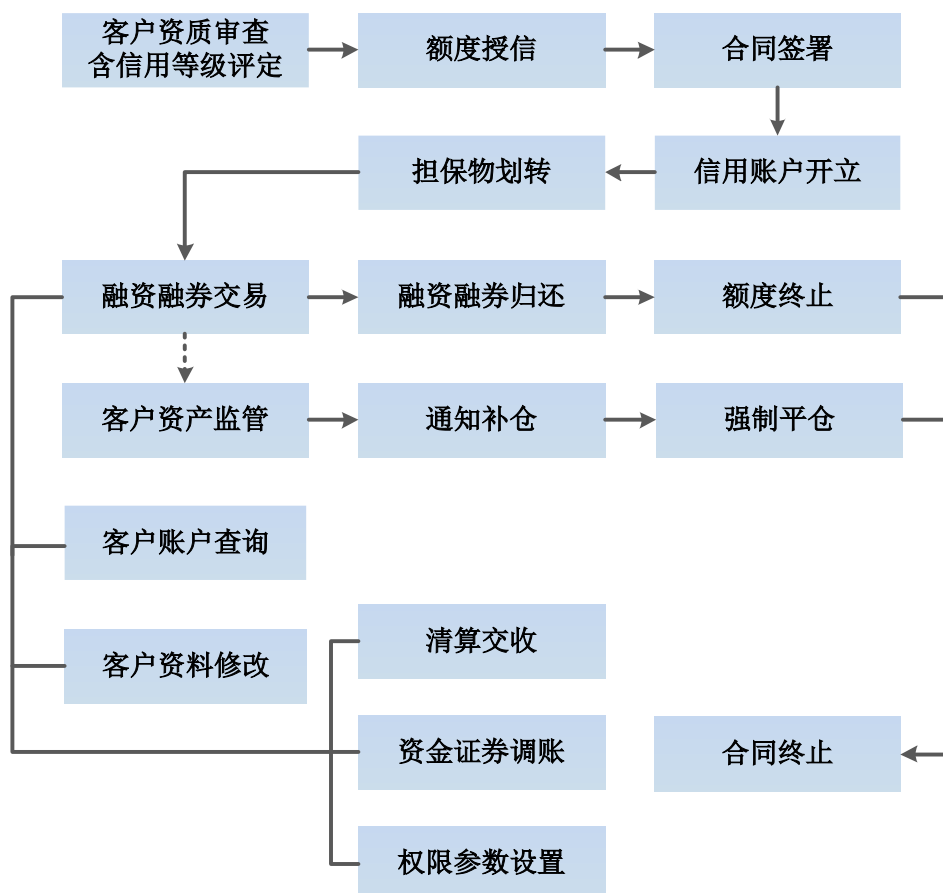 客户资质审查
含信用等级评定
额度授信
合同签署
担保物划转
信用账户开立
融资融券交易
融资融券归还
额度终止
客户资产监管
通知补仓
强制平仓
客户账户查询
清算交收
客户资料修改
资金证券调账
合同终止
权限参数设置